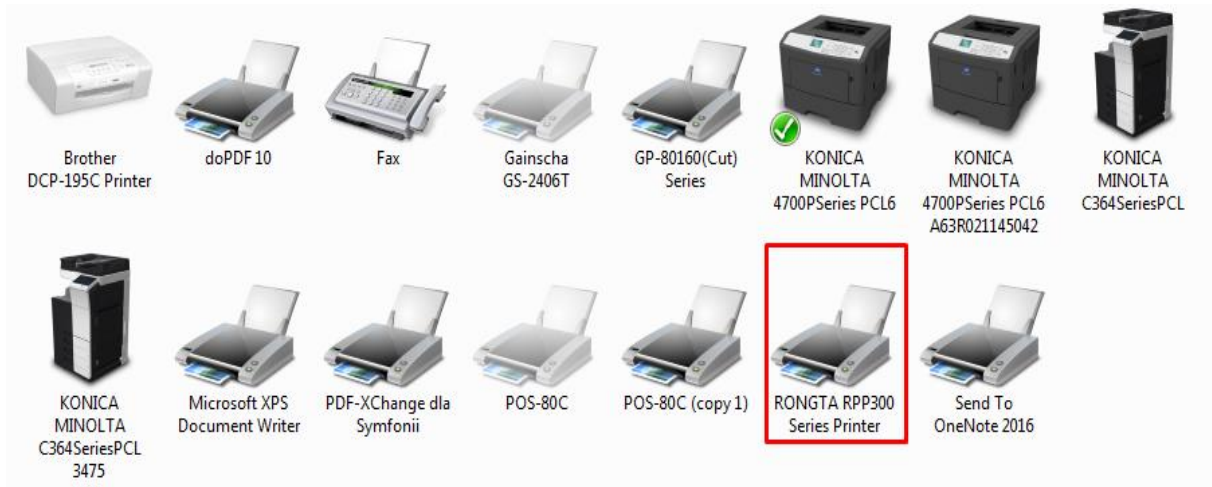 Brother
DCP-195C Printer
doPDF 10
Fax
Gainscha
GS-2406T
GP-80160(Cut)
Series
KONICA
MINOLTA
4700PSeries PCL6
KONICA
MINOLTA
4700PSeries PCL6
A63R021145042
KONICA
MINOLTA
C364SeriesPCL
KONICA
MINOLTA
C364SeriesPCL
3475
Microsoft XPS
Document Writer
PDF-XChange dla
Symfonii
POS-80C
POS-80C (copy 1)
RONGTA RPP300
Series Printer
Send To
OneNote 2016